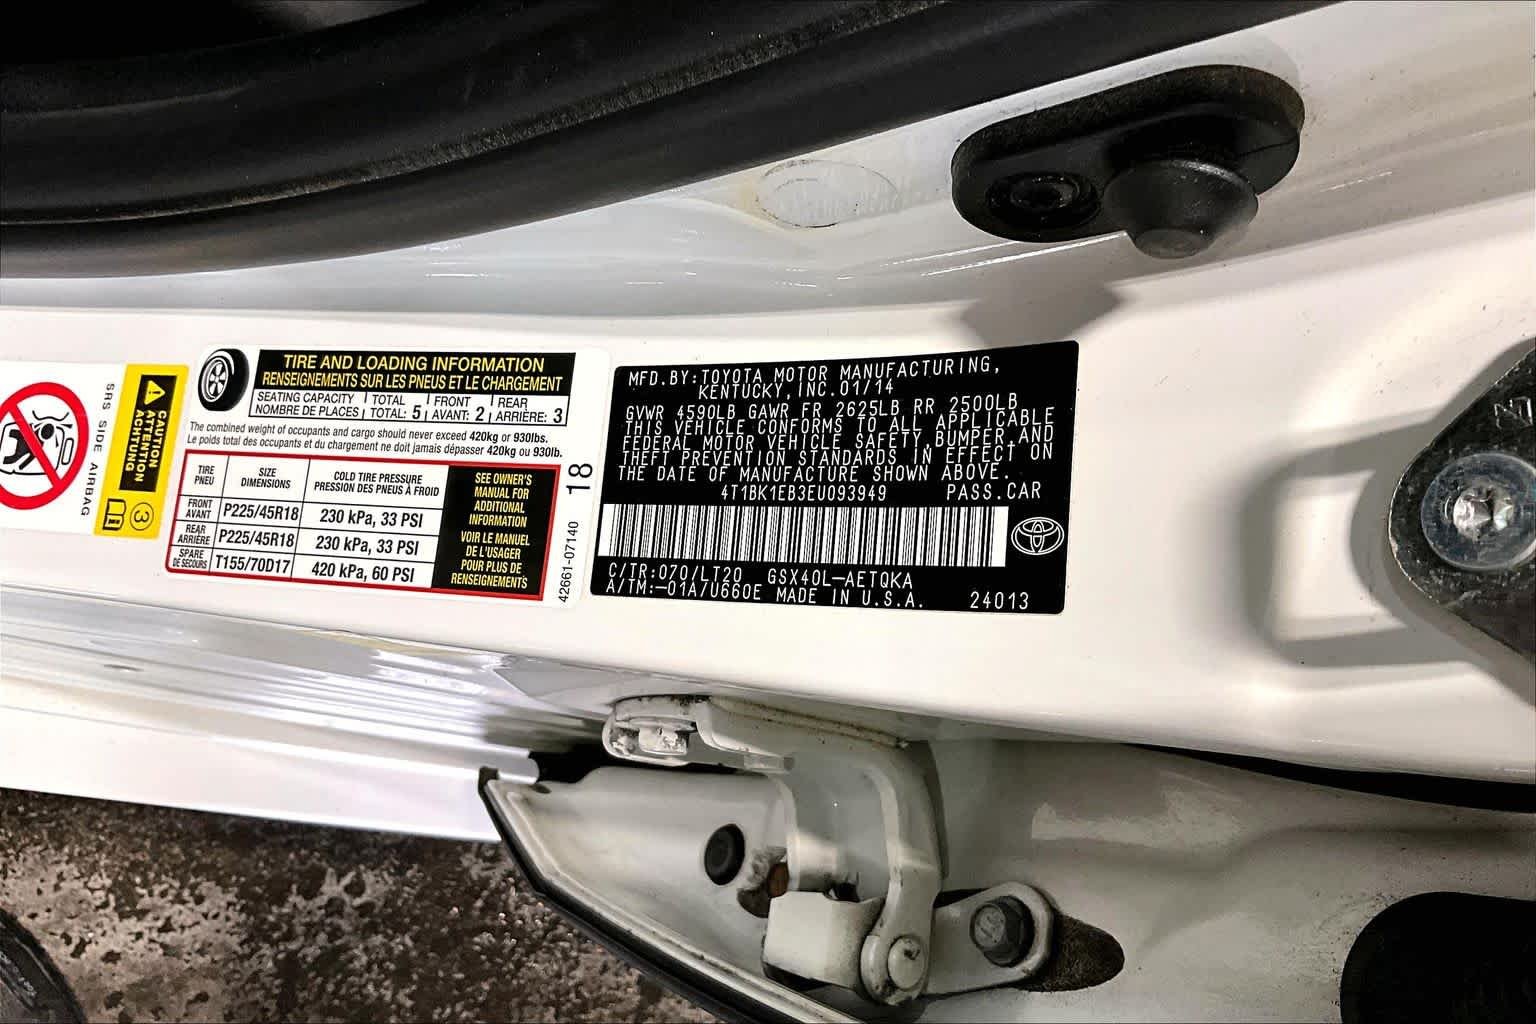 SRS SIDE AIRBAG
CAUTION
ATTENTION
ACHTUNG
3
TIRE AND LOADING INFORMATION
RENSEIGNEMENTS SUR LES PNEUS ET LE CHARGEMENT
SEATING CAPACITY TOTAL FRONT REAR
NOMBRE DE PLACES TOTAL: 5 AVANT: 2 ARRIÈRE: 3
The combined weight of occupants and cargo should never exceed 420kg or 930lbs.
Le poids total des occupants et du chargement ne doit jamais dépasser 420kg ou 930lb.
TIRE SIZE COLD TIRE PRESSURE
PNEU DIMENSIONS PRESSION DES PNEUS À FROID
FRONT
AVANT P225/45R18 230 kPa, 33 PSI
REAR
ARRIÈRE P225/45R18 230 kPa, 33 PSI
SPARE
DE SECOURS T155/70D17 420 kPa, 60 PSI
SEE OWNER'S
MANUAL FOR
ADDITIONAL
INFORMATION
VOIR LE MANUEL
DE L'USAGER
POUR PLUS DE
RENSEIGNEMENTS
42661-07140 18
MFD.BY:TOYOTA MOTOR MANUFACTURING,
KENTUCKY, INC.01/14
GVWR 4590LB GAWR FR 2625LB RR 2500LB
THIS VEHICLE CONFORMS TO ALL APPLICABLE
FEDERAL MOTOR VEHICLE SAFETY,BUMPER,AND
THEFT PREVENTION STANDARDS IN EFFECT ON
THE DATE OF MANUFACTURE SHOWN ABOVE.
4T1BK1EB3EU093949 PASS.CAR
C/TR:070/LT20 GSX40L-AETQKA
A/TM:-01A/U660E MADE IN U.S.A. 24013